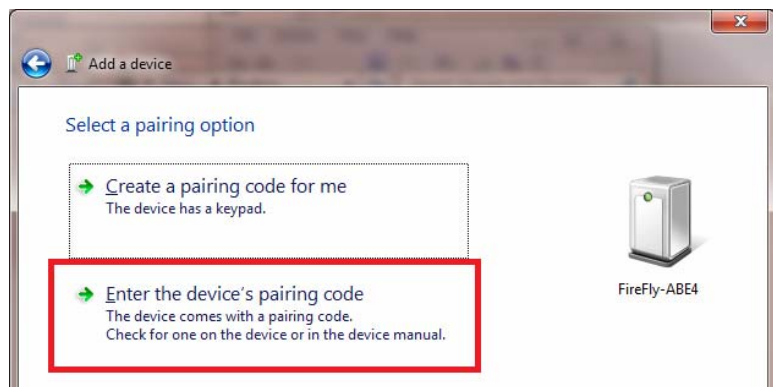 Add a device
Select a pairing option
Create a pairing code for me
The device has a keypad.
Enter the device's pairing code
The device comes with a pairing code.
Check for one on the device or in the device manual.
FireFly-ABE4